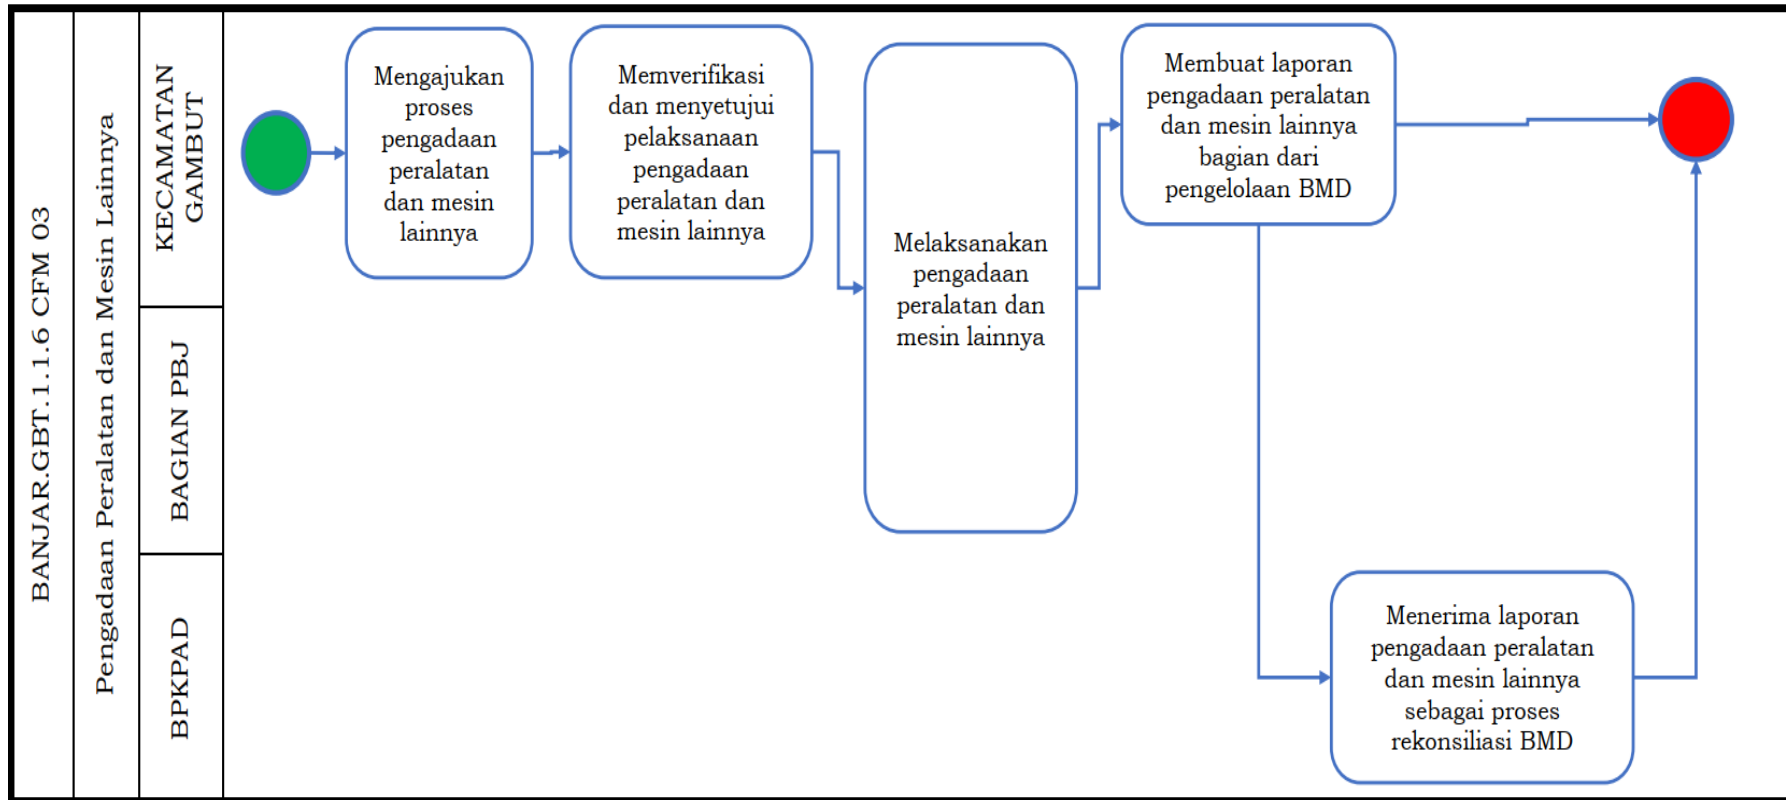 BANJAR.GBT.1.1.6 CFM 03
Pengadaan Peralatan dan Mesin Lainnya
KECAMATAN
GAMBUT
BAGIAN PBJ
BPKPAD
Mengajukan
proses
pengadaan
peralatan
dan mesin
lainnya
Memverifikasi
dan menyetujui
pelaksanaan
pengadaan
peralatan dan
mesin lainnya
Melaksanakan
pengadaan
peralatan dan
mesin lainnya
Membuat laporan
pengadaan peralatan
dan mesin lainnya
bagian dari
pengelolaan BMD
Menerima laporan
pengadaan peralatan
dan mesin lainnya
sebagai proses
rekonsiliasi BMD